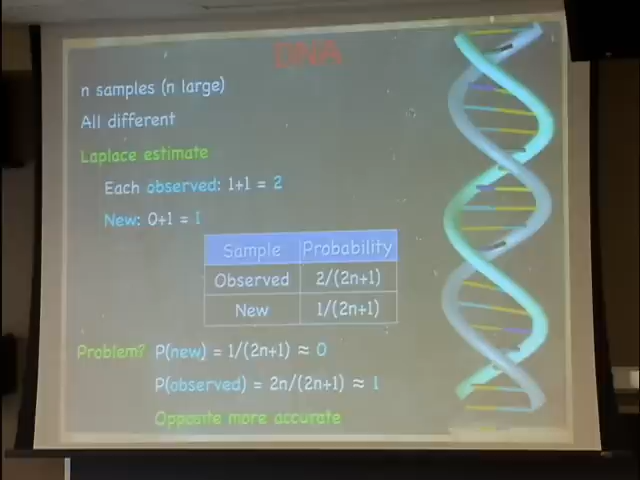 DNA
n samples (n large)
All different
Laplace estimate
Each observed: 1+1 = 2
New: 0+1 = 1
Sample Probability
Observed 2/(2n+1)
New 1/(2n+1)
Problem? P(new) = 1/(2n+1) ≈ 0
P(observed) = 2n/(2n+1) ≈ 1
Opposite more accurate